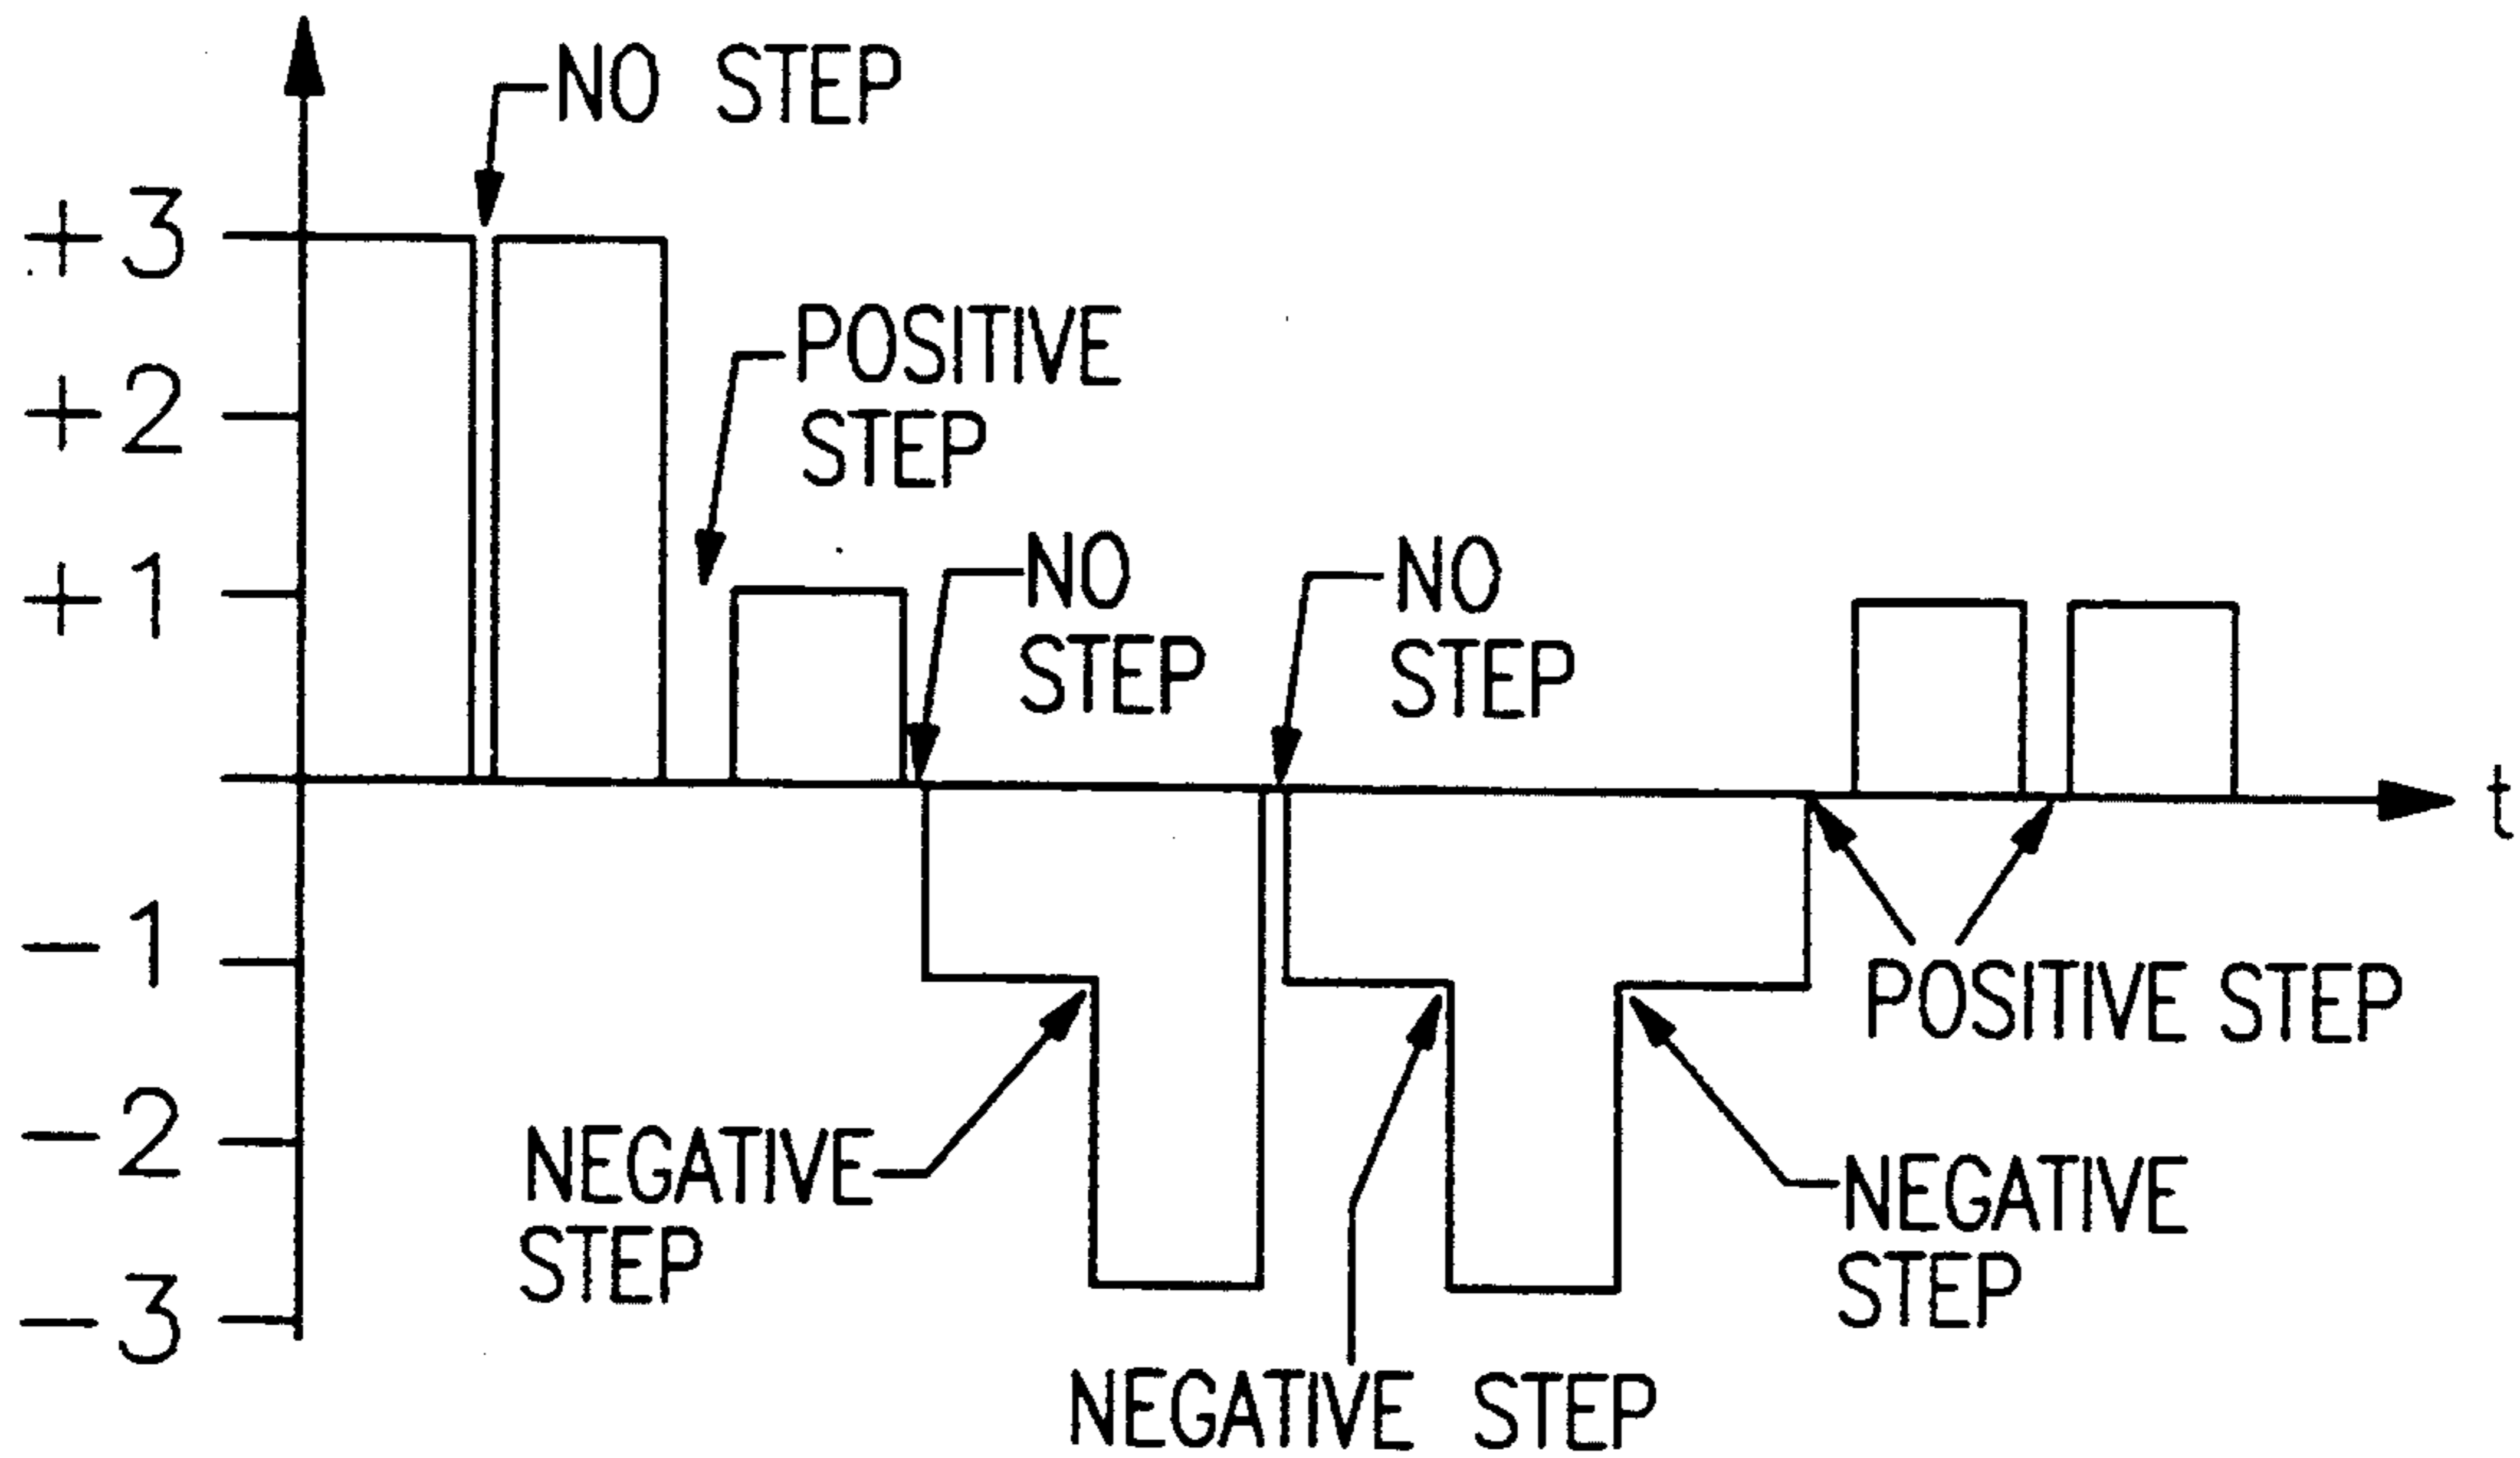 NO STEP
+3
POSITIVE
STEP
+2
NO
STEP
NO
STEP
+1
t
-1
POSITIVE STEP
NEGATIVE
STEP
-2
NEGATIVE
STEP
-3
NEGATIVE STEP